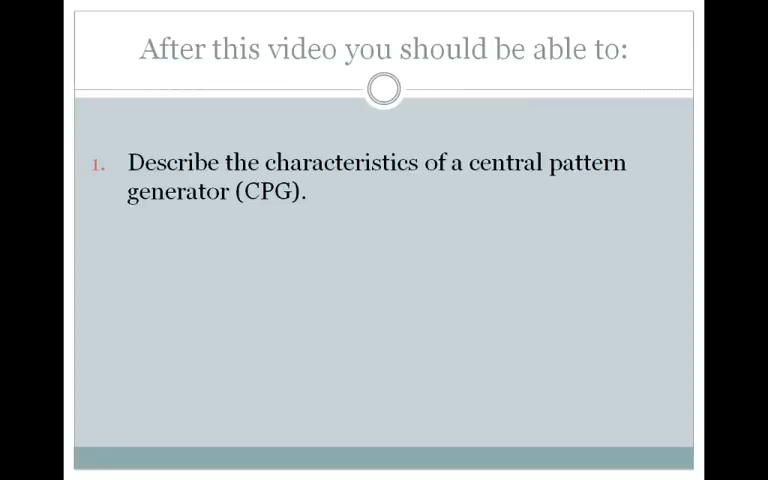 After this video you should be able to:
1. Describe the characteristics of a central pattern
generator (CPG).